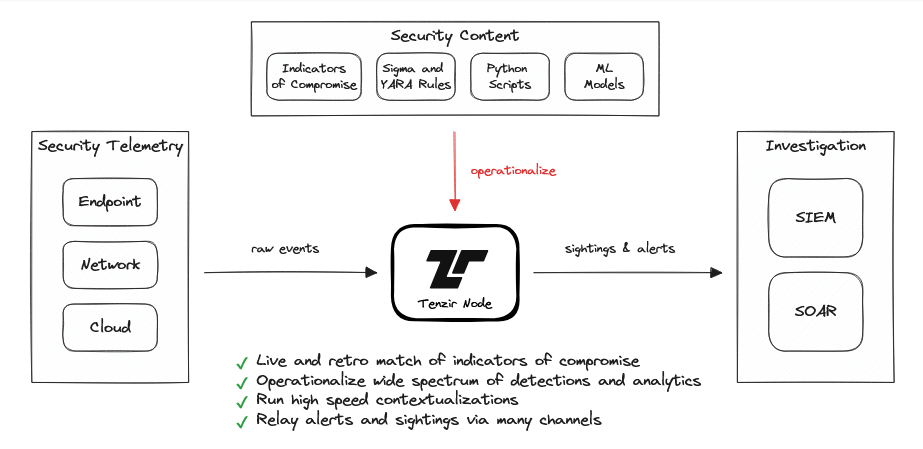 Security Content
Indicators
of Compromise
Sigma and
YARA Rules
Python
Scripts
ML
Models
Security Telemetry
Endpoint
Network
Cloud
operationalize
raw events
Tenzir Node
sightings & alerts
Investigation
SIEM
SOAR
✓ Live and retro match of indicators of compromise
✓ Operationalize wide spectrum of detections and analytics
✓ Run high speed contextualizations
✓ Relay alerts and sightings via many channels